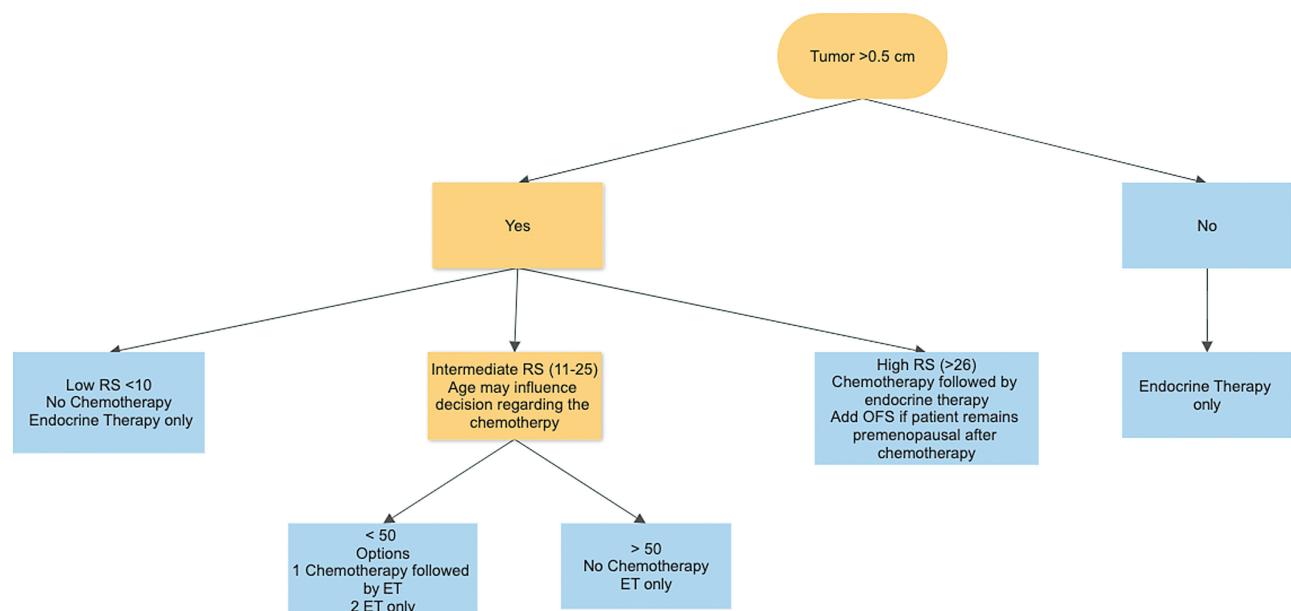 Tumor >0.5 cm
Yes
No
Low RS <10
No Chemotherapy
Endocrine Therapy only
Intermediate RS (11-25)
Age may influence
decision regarding the
chemotherpy
High RS (>26)
Chemotherapy followed by
endocrine therapy
Add OFS if patient remains
premenopausal after
chemotherapy
Endocrine Therapy
only
< 50
Options
1 Chemotherapy followed
by ET
2 ET only
> 50
No Chemotherapy
ET only